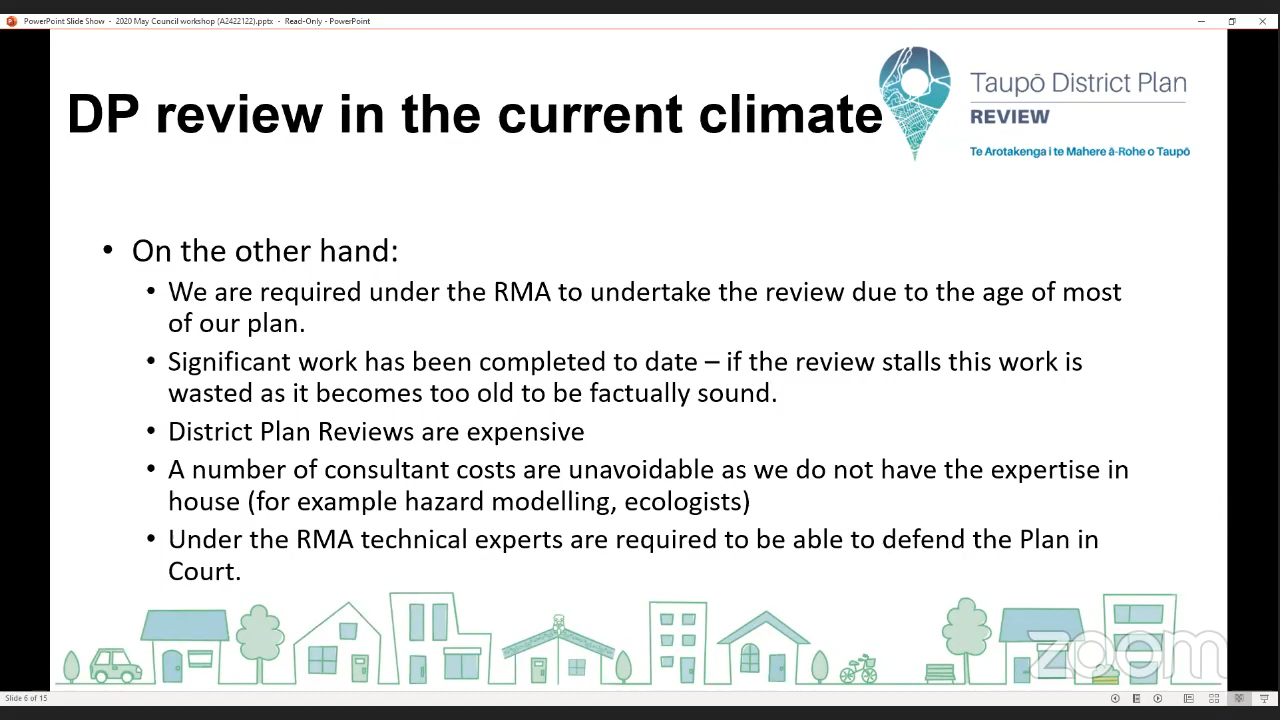 PowerPoint Slide Show - 2020 May Council workshop (A2422122).pptx - Read-Only - PowerPoint
DP review in the current climate
Taupō District Plan
REVIEW
Te Arotakenga i te Mahere ā-Rohe o Taupō
• On the other hand:
• We are required under the RMA to undertake the review due to the age of most
of our plan.
• Significant work has been completed to date – if the review stalls this work is
wasted as it becomes too old to be factually sound.
• District Plan Reviews are expensive
• A number of consultant costs are unavoidable as we do not have the expertise in
house (for example hazard modelling, ecologists)
• Under the RMA technical experts are required to be able to defend the Plan in
Court.
zoom
Slide 6 of 15